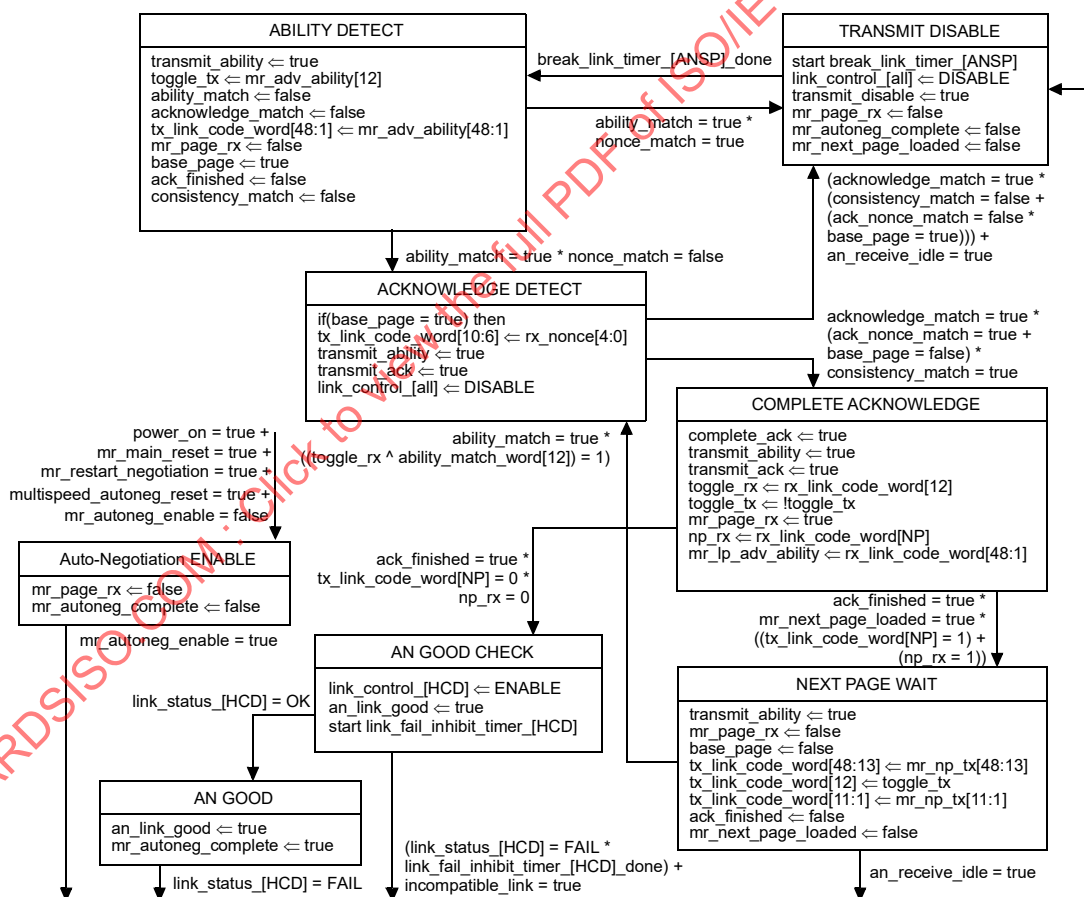 ABILITY DETECT
transmit_ability ⇐ true
toggle_tx ⇐ mr_adv_ability[12]
ability_match ⇐ false
acknowledge_match ⇐ false
tx_link_code_word[48:1] ⇐ mr_adv_ability[48:1]
mr_page_rx ⇐ false
base_page ⇐ true
ack_finished ⇐ false
consistency_match ⇐ false
break_link_timer_[ANSP]_done
ability_match = true *
nonce_match = true
TRANSMIT DISABLE
start break_link_timer_[ANSP]
link_control_[all] ⇐ DISABLE
transmit_disable ⇐ true
mr_page_rx ⇐ false
mr_autoneg_complete ⇐ false
mr_next_page_loaded ⇐ false
(acknowledge_match = true *
(consistency_match = false +
(ack_nonce_match = false *
base_page = true))) +
an_receive_idle = true
ability_match = true * nonce_match = false
ACKNOWLEDGE DETECT
if(base_page = true) then
tx_link_code_word[10:6] ⇐ rx_nonce[4:0]
transmit_ability ⇐ true
transmit_ack ⇐ true
link_control_[all] ⇐ DISABLE
acknowledge_match = true *
(ack_nonce_match = true +
base_page = false) *
consistency_match = true
COMPLETE ACKNOWLEDGE
complete_ack ⇐ true
transmit_ability ⇐ true
transmit_ack ⇐ true
toggle_rx ⇐ rx_link_code_word[12]
toggle_tx ⇐ !toggle_tx
mr_page_rx ⇐ true
np_rx ⇐ rx_link_code_word[NP]
mr_lp_adv_ability ⇐ rx_link_code_word[48:1]
ability_match = true *
((toggle_rx ^ ability_match_word[12]) = 1)
power_on = true +
mr_main_reset = true +
mr_restart_negotiation = true +
multispeed_autoneg_reset = true +
mr_autoneg_enable = false
Auto-Negotiation ENABLE
mr_page_rx ⇐ false
mr_autoneg_complete ⇐ false
mr_autoneg_enable = true
ack_finished = true *
tx_link_code_word[NP] = 0 *
np_rx = 0
ack_finished = true *
mr_next_page_loaded = true *
((tx_link_code_word[NP] = 1) +
(np_rx = 1))
AN GOOD CHECK
link_control_[HCD] ⇐ ENABLE
an_link_good ⇐ true
start link_fail_inhibit_timer_[HCD]
link_status_[HCD] = OK
NEXT PAGE WAIT
transmit_ability ⇐ true
mr_page_rx ⇐ false
base_page ⇐ false
tx_link_code_word[48:13] ⇐ mr_np_tx[48:13]
tx_link_code_word[12] ⇐ toggle_tx
tx_link_code_word[11:1] ⇐ mr_np_tx[11:1]
ack_finished ⇐ false
mr_next_page_loaded ⇐ false
AN GOOD
an_link_good ⇐ true
mr_autoneg_complete ⇐ true
link_status_[HCD] = FAIL
(link_status_[HCD] = FAIL *
link_fail_inhibit_timer_[HCD]_done) +
incompatible_link = true
an_receive_idle = true
ARDSISO.COM : Click to view the full PDF of ISO/IE